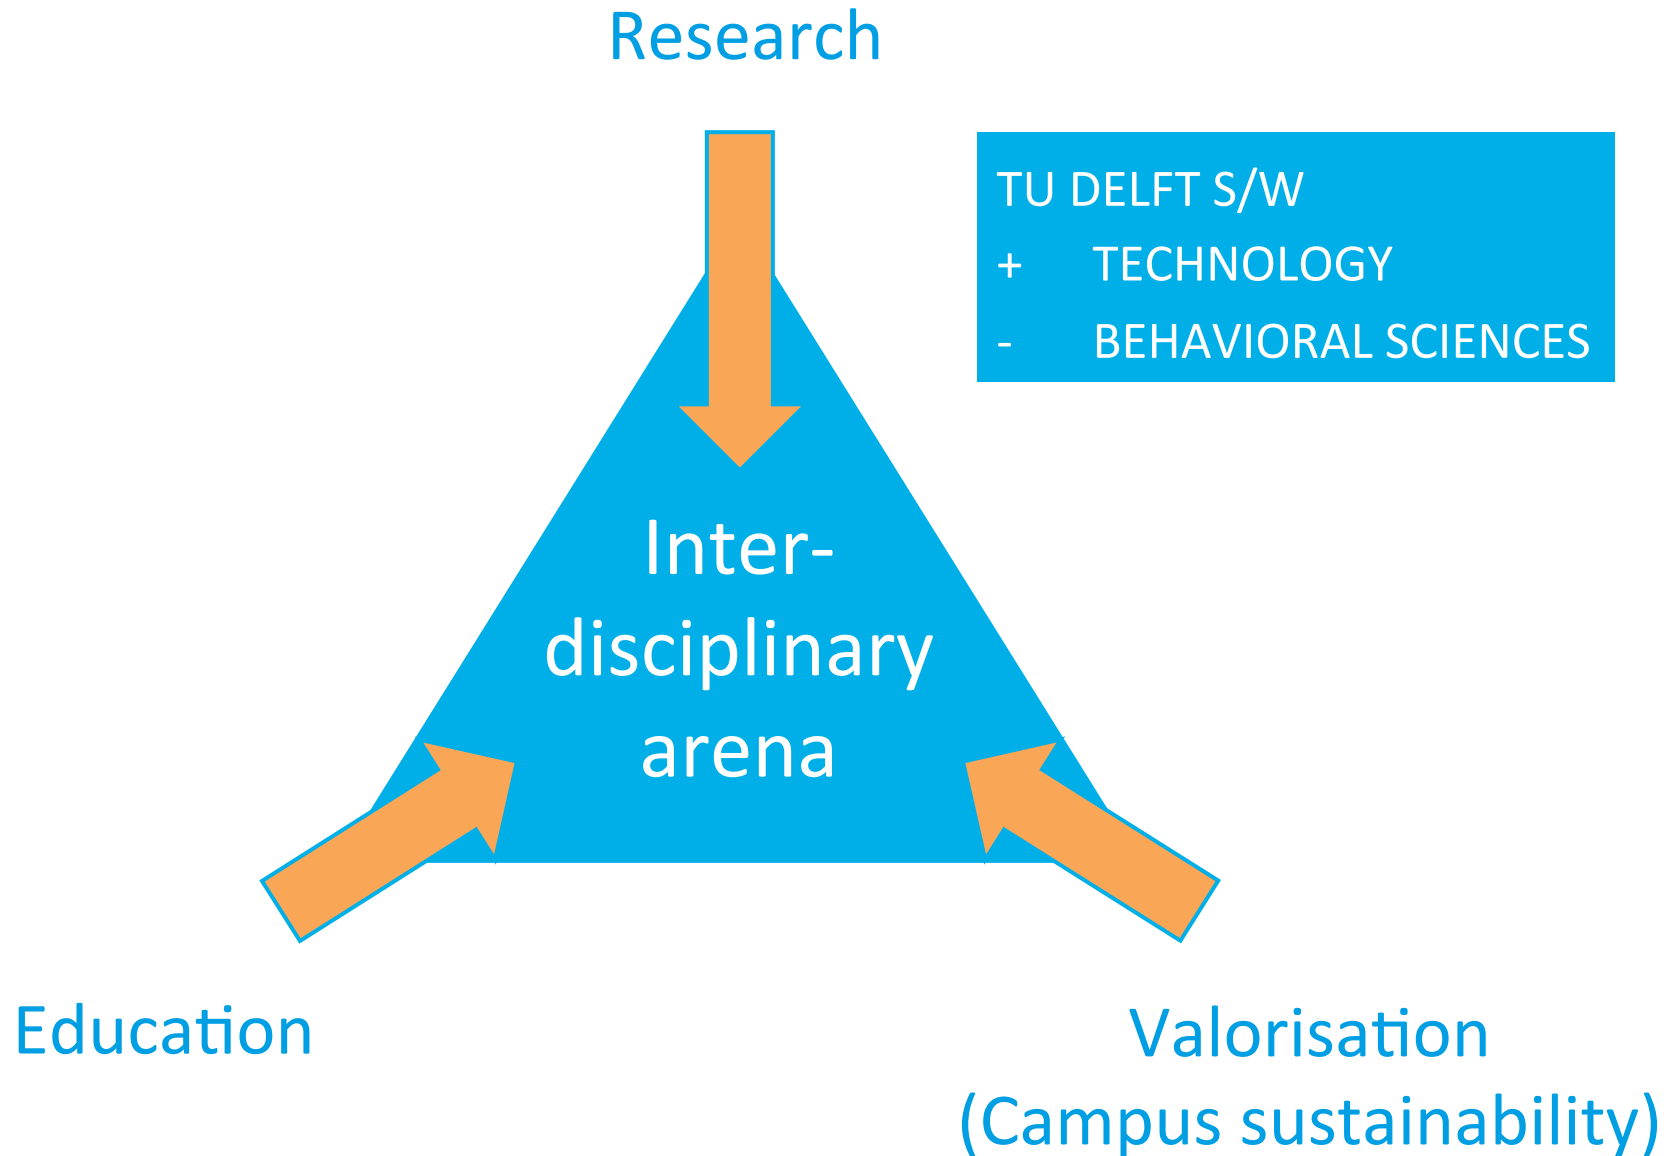 Research
TU DELFT S/W
+ TECHNOLOGY
- BEHAVIORAL SCIENCES
Inter-
disciplinary
arena
Education
Valorisation
(Campus sustainability)